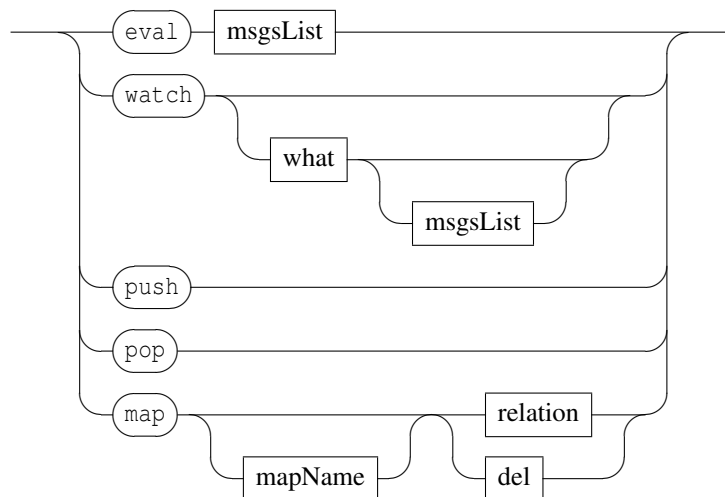 eval msgsList
watch
what
msgsList
push
pop
map relation
mapName del